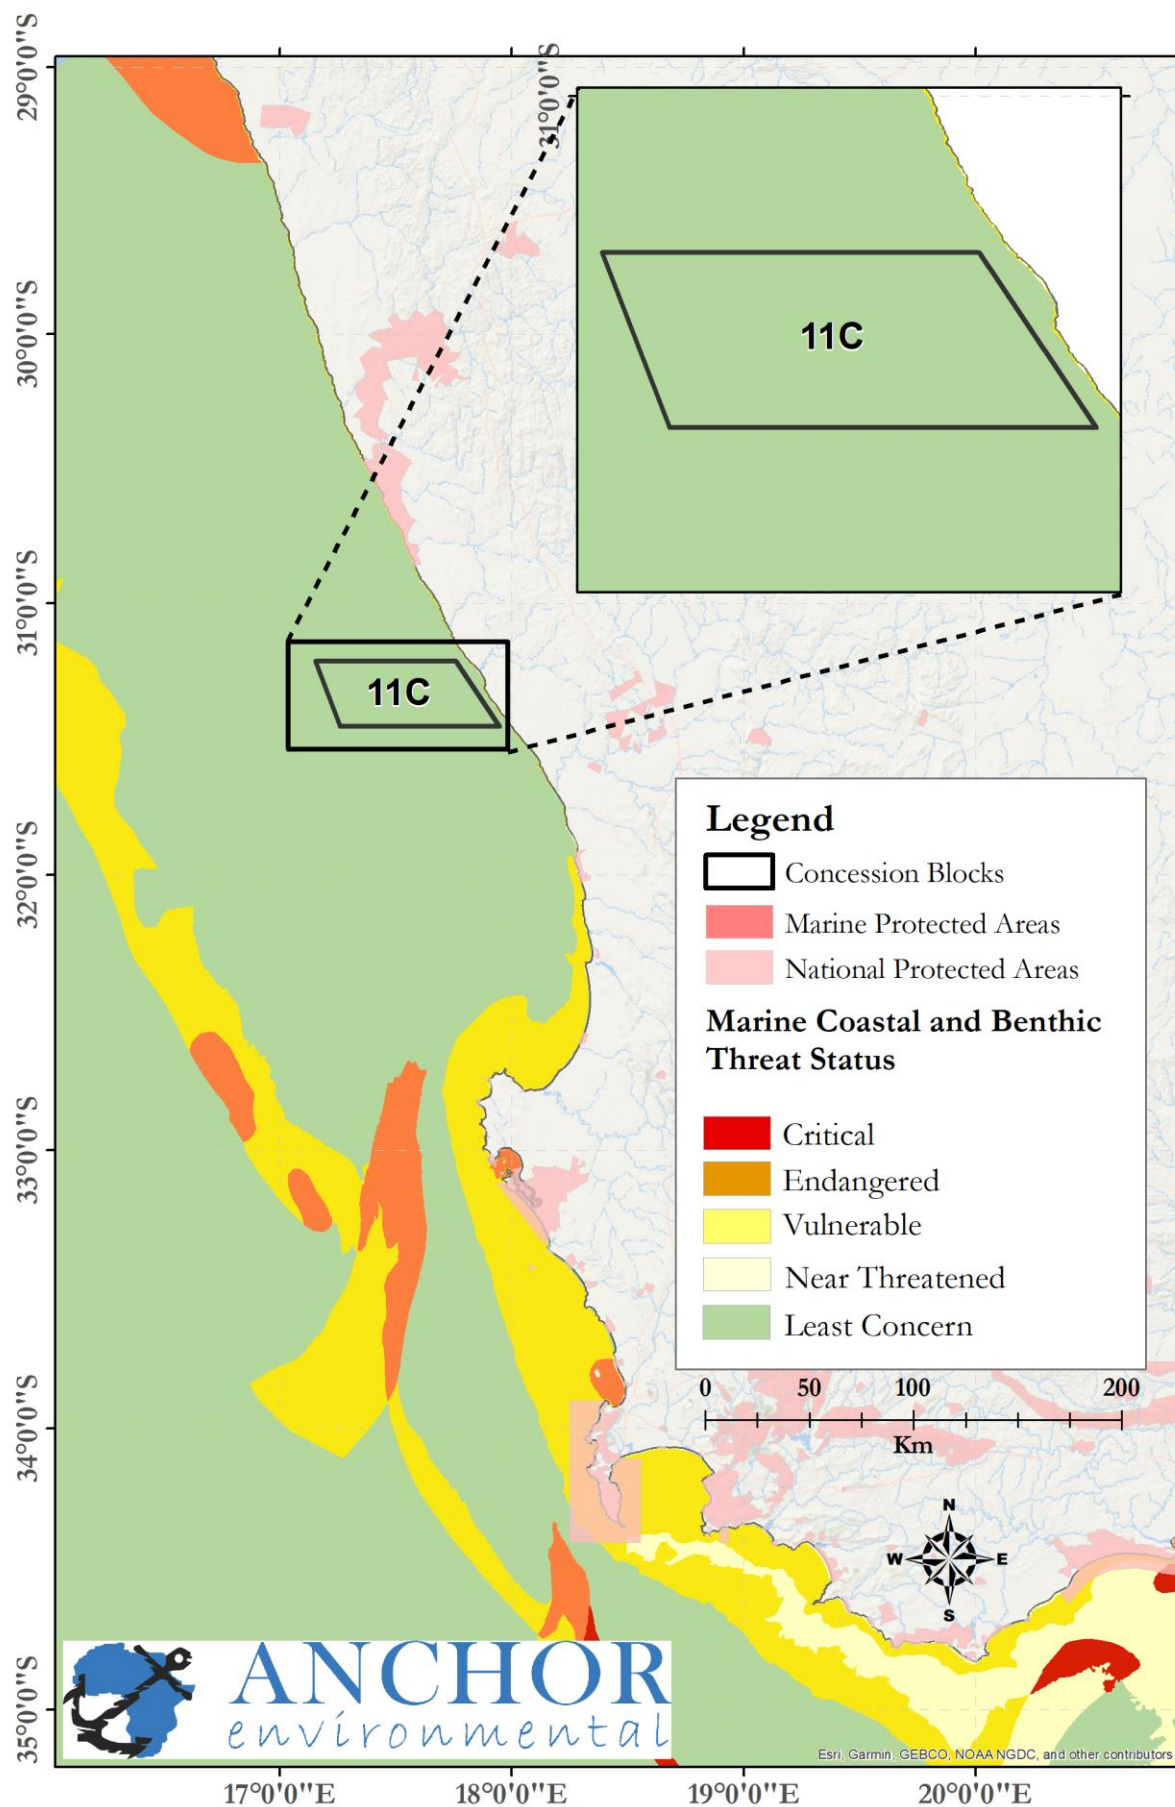 31°0'0"S
11C
11C
Legend
Concession Blocks
Marine Protected Areas
National Protected Areas
Marine Coastal and Benthic
Threat Status
Critical
Endangered
Vulnerable
Near Threatened
Least Concern
0 50 100 200
Km
N
W E
S
ANCHOR
environmental
Esri, Garmin, GEBCO, NOAA NGDC, and other contributors
29°0'0"S
30°0'0"S
31°0'0"S
32°0'0"S
33°0'0"S
34°0'0"S
35°0'0"S
17°0'0"E 18°0'0"E 19°0'0"E 20°0'0"E